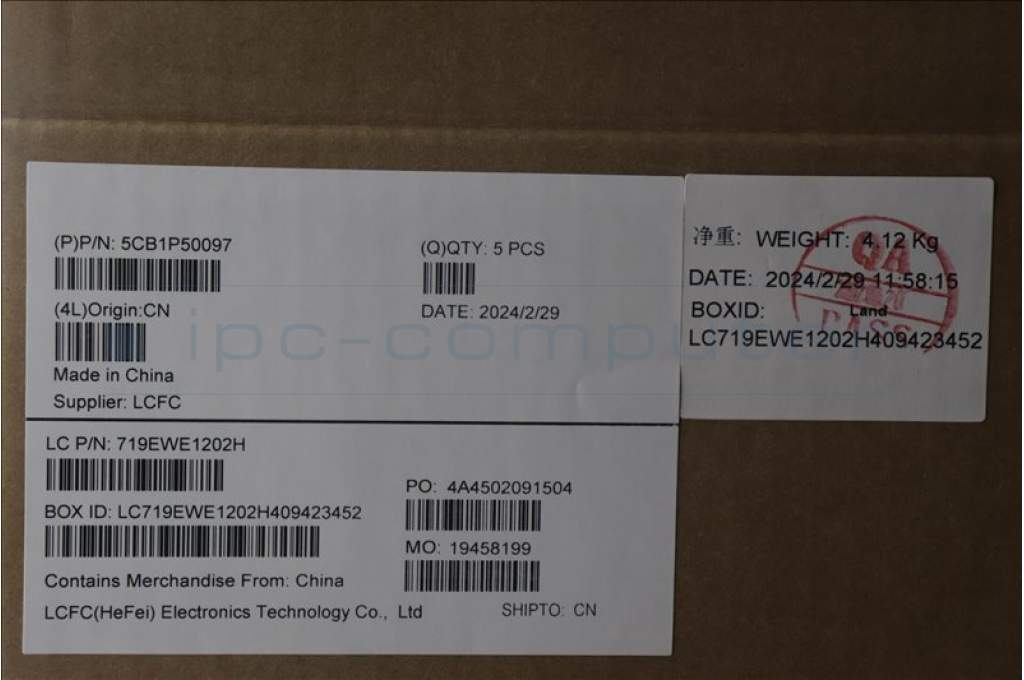 (P)P/N: 5CB1P50097
(Q)QTY: 5 PCS
(4L)Origin:CN
DATE: 2024/2/29
Made in China
Supplier: LCFC
净重: WEIGHT: 4.12 Kg
DATE: 2024/2/29 11:58:15
BOXID: Land
LC719EWE1202H409423452
QA
PASS
ipc-computer
LC P/N: 719EWE1202H
PO: 4A4502091504
BOX ID: LC719EWE1202H409423452
MO: 19458199
Contains Merchandise From: China
LCFC(HeFei) Electronics Technology Co., Ltd
SHIPTO: CN